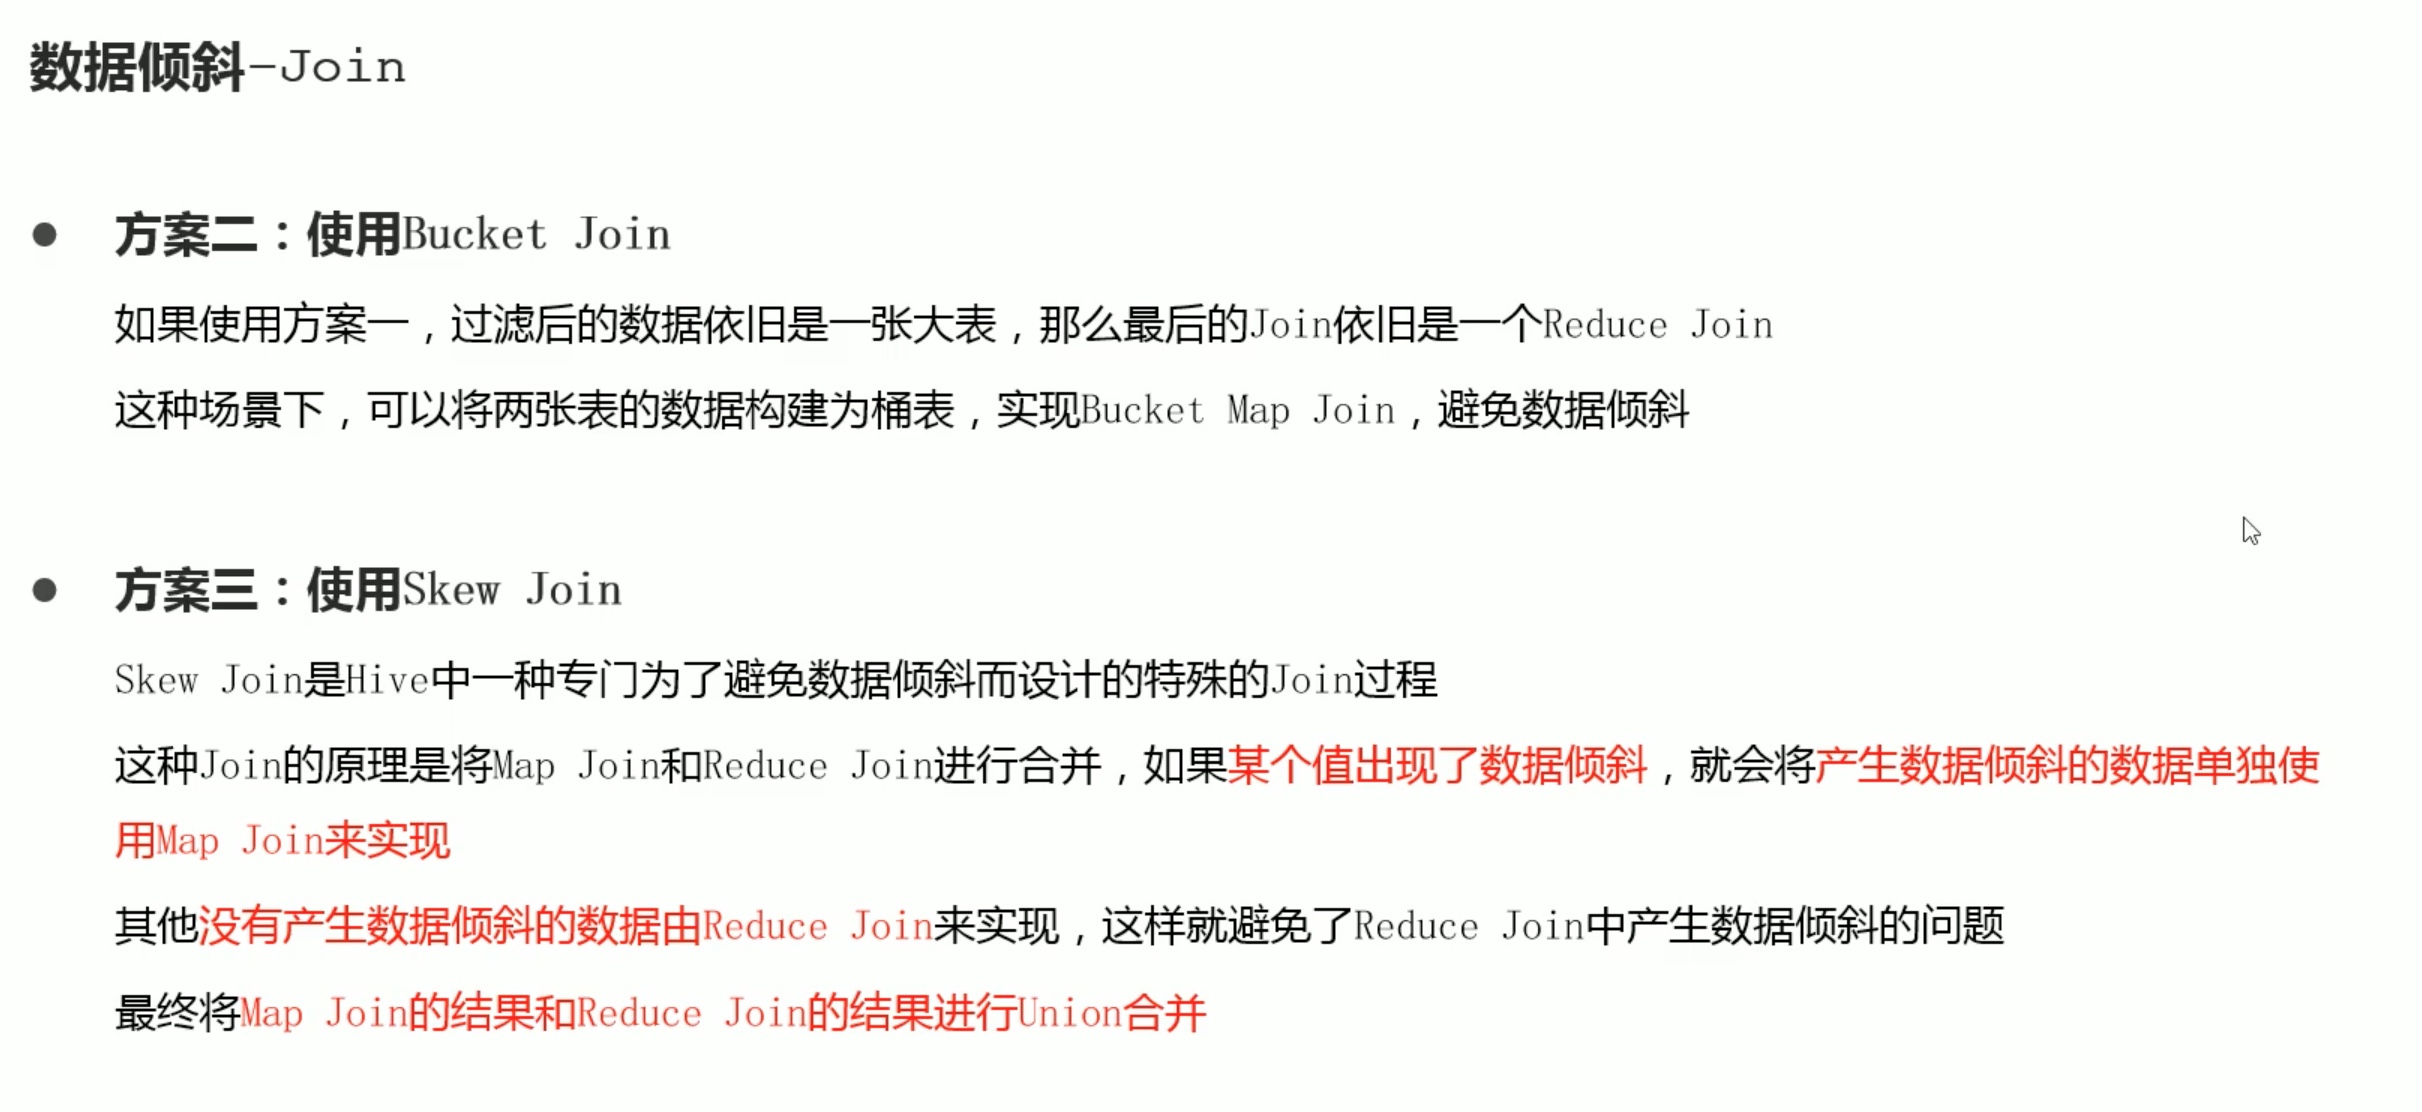 数据倾斜-Join
● 方案二：使用Bucket Join
如果使用方案一，过滤后的数据依旧是一张大表，那么最后的Join依旧是一个Reduce Join
这种场景下，可以将两张表的数据构建为桶表，实现Bucket Map Join，避免数据倾斜
● 方案三：使用Skew Join
Skew Join是Hive中一种专门为了避免数据倾斜而设计的特殊的Join过程
这种Join的原理是将Map Join和Reduce Join进行合并，如果某个值出现了数据倾斜，就会将产生数据倾斜的数据单独使
用Map Join来实现
其他没有产生数据倾斜的数据由Reduce Join来实现，这样就避免了Reduce Join中产生数据倾斜的问题
最终将Map Join的结果和Reduce Join的结果进行Union合并